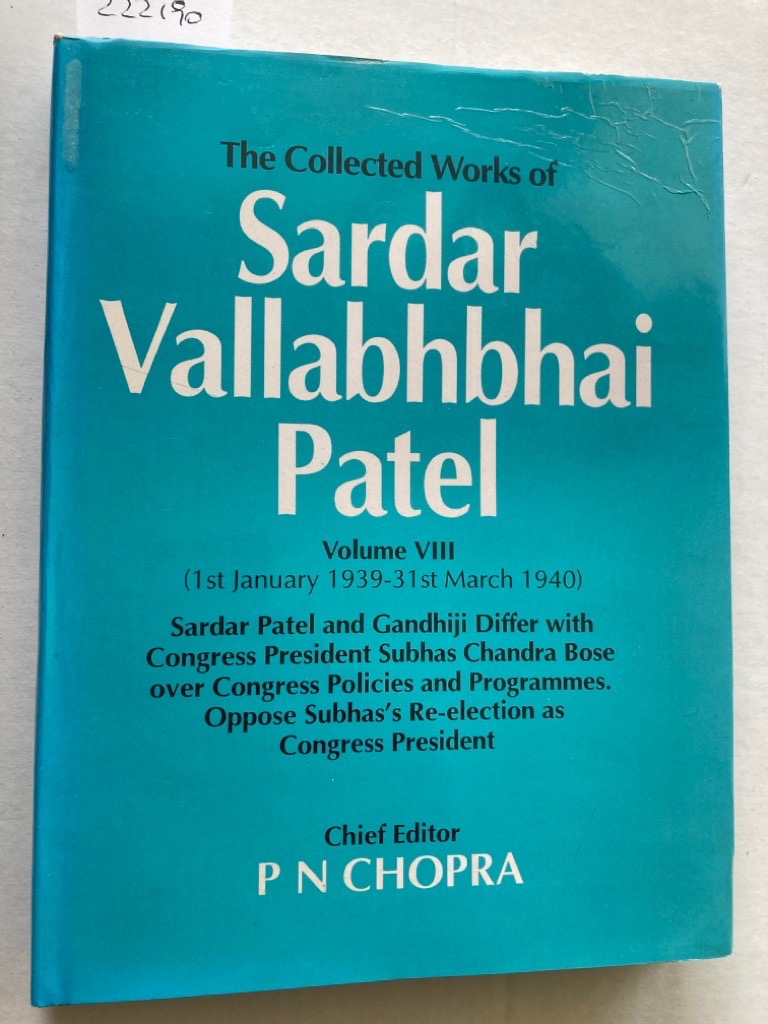 222190
The Collected Works of
Sardar
Vallabhbhai
Patel
Volume VIII
(1st January 1939-31st March 1940)
Sardar Patel and Gandhiji Differ with
Congress President Subhas Chandra Bose
over Congress Policies and Programmes.
Oppose Subhas's Re-election as
Congress President
Chief Editor
P N CHOPRA